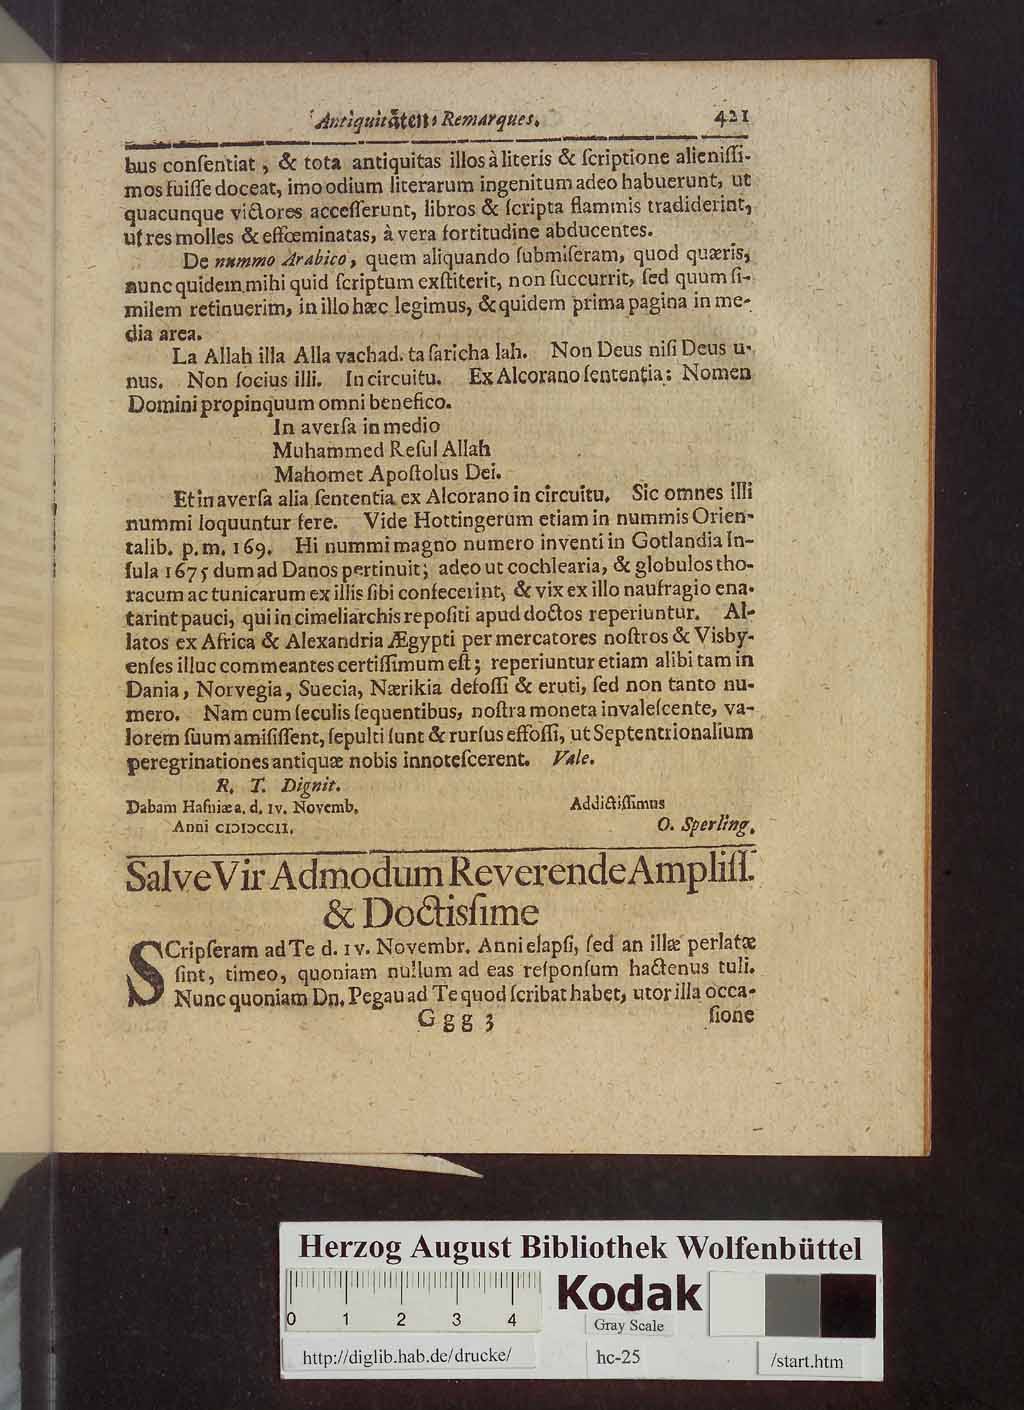 Antiquitäten-Remarques. 421
bus conſentiat, & tota antiquitas illos à literis & ſcriptione alieniſſi-
mos fuiſſe doceat, imo odium literarum ingenitum adeo habuerunt, ut
quacunque victores acceſſerunt, libros & ſcripta flammis tradiderint,
ut res molles & effœminatas, à vera fortitudine abducentes.
De nummo Arabico, quem aliquando ſubmiſeram, quod quæris,
nunc quidem mihi quid ſcriptum exſtiterit, non ſuccurrit, ſed quum ſi-
milem retinuerim, in illo hæc legimus, & quidem prima pagina in me-
dia area.
La Allah illa Alla vachad. ta ſaricha lah. Non Deus niſi Deus u-
nus. Non ſocius illi. In circuitu. Ex Alcorano ſententia: Nomen
Domini propinquum omni benefico.
In averſa in medio
Muhammed Reſul Allah
Mahomet Apoſtolus Dei.
Et in averſa alia ſententia ex Alcorano in circuitu. Sic omnes illi
nummi loquuntur fere. Vide Hottingerum etiam in nummis Orien-
talib. p. m. 169. Hi nummi magno numero inventi in Gotlandia In-
ſula 1675 dum ad Danos pertinuit; adeo ut cochlearia, & globulos tho-
racum ac tunicarum ex illis ſibi confecerint, & vix ex illo naufragio ena-
tarint pauci, qui in cimeliarchis repoſiti apud doctos reperiuntur. Al-
latos ex Africa & Alexandria Ægypti per mercatores noſtros & Visby-
enſes illuc commeantes certiſſimum eſt; reperiuntur etiam alibi tam in
Dania, Norvegia, Suecia, Nærikia defoſſi & eruti, ſed non tanto nu-
mero. Nam cum ſeculis ſequentibus, noſtra moneta invaleſcente, va-
lorem ſuum amiſiſſent, ſepulti ſunt & rurſus effoſſi, ut Septentrionalium
peregrinationes antiquæ nobis innoteſcerent. Vale.
R. T. Dignit.
Dabam Hafniæ a. d. IV. Novemb. Addictiſſimus
Anni CIƆIƆCCII. O. Sperling.
Salve Vir Admodum Reverende Ampliſſ.
& Doctisſime
SCripſeram ad Te d. IV. Novembr. Anni elapſi, ſed an illæ perlatæ
ſint, timeo, quoniam nullum ad eas reſponſum hactenus tuli.
Nunc quoniam Dn. Pegau ad Te quod ſcribat habet, utor illa occa-
Ggg 3 ſione
Herzog August Bibliothek Wolfenbüttel
0 1 2 3 4
Kodak
Gray Scale
http://diglib.hab.de/drucke/ hc-25 /start.htm